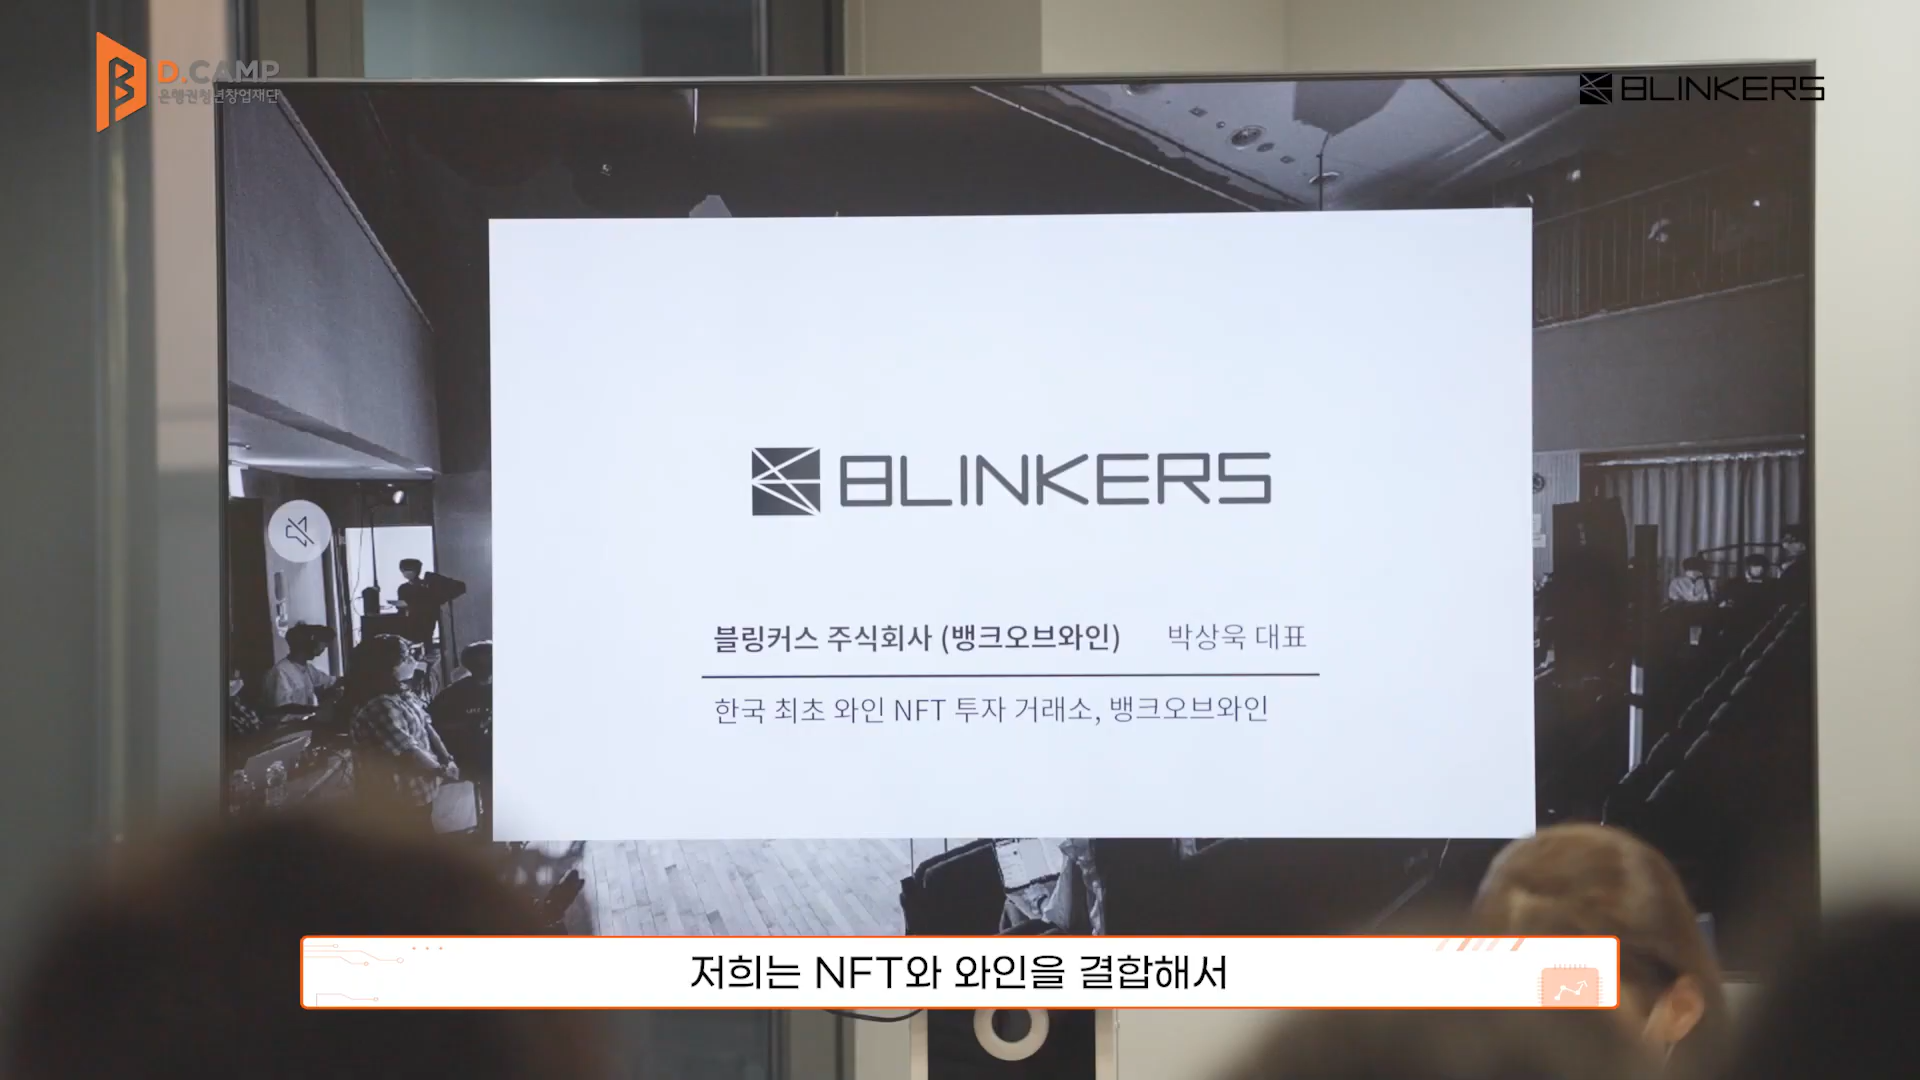 D.CAMP
은행권청년창업재단
BLINKERS
BLINKERS
블링커스 주식회사 (뱅크오브와인) 박상욱 대표
한국 최초 와인 NFT 투자 거래소, 뱅크오브와인
저희는 NFT와 와인을 결합해서